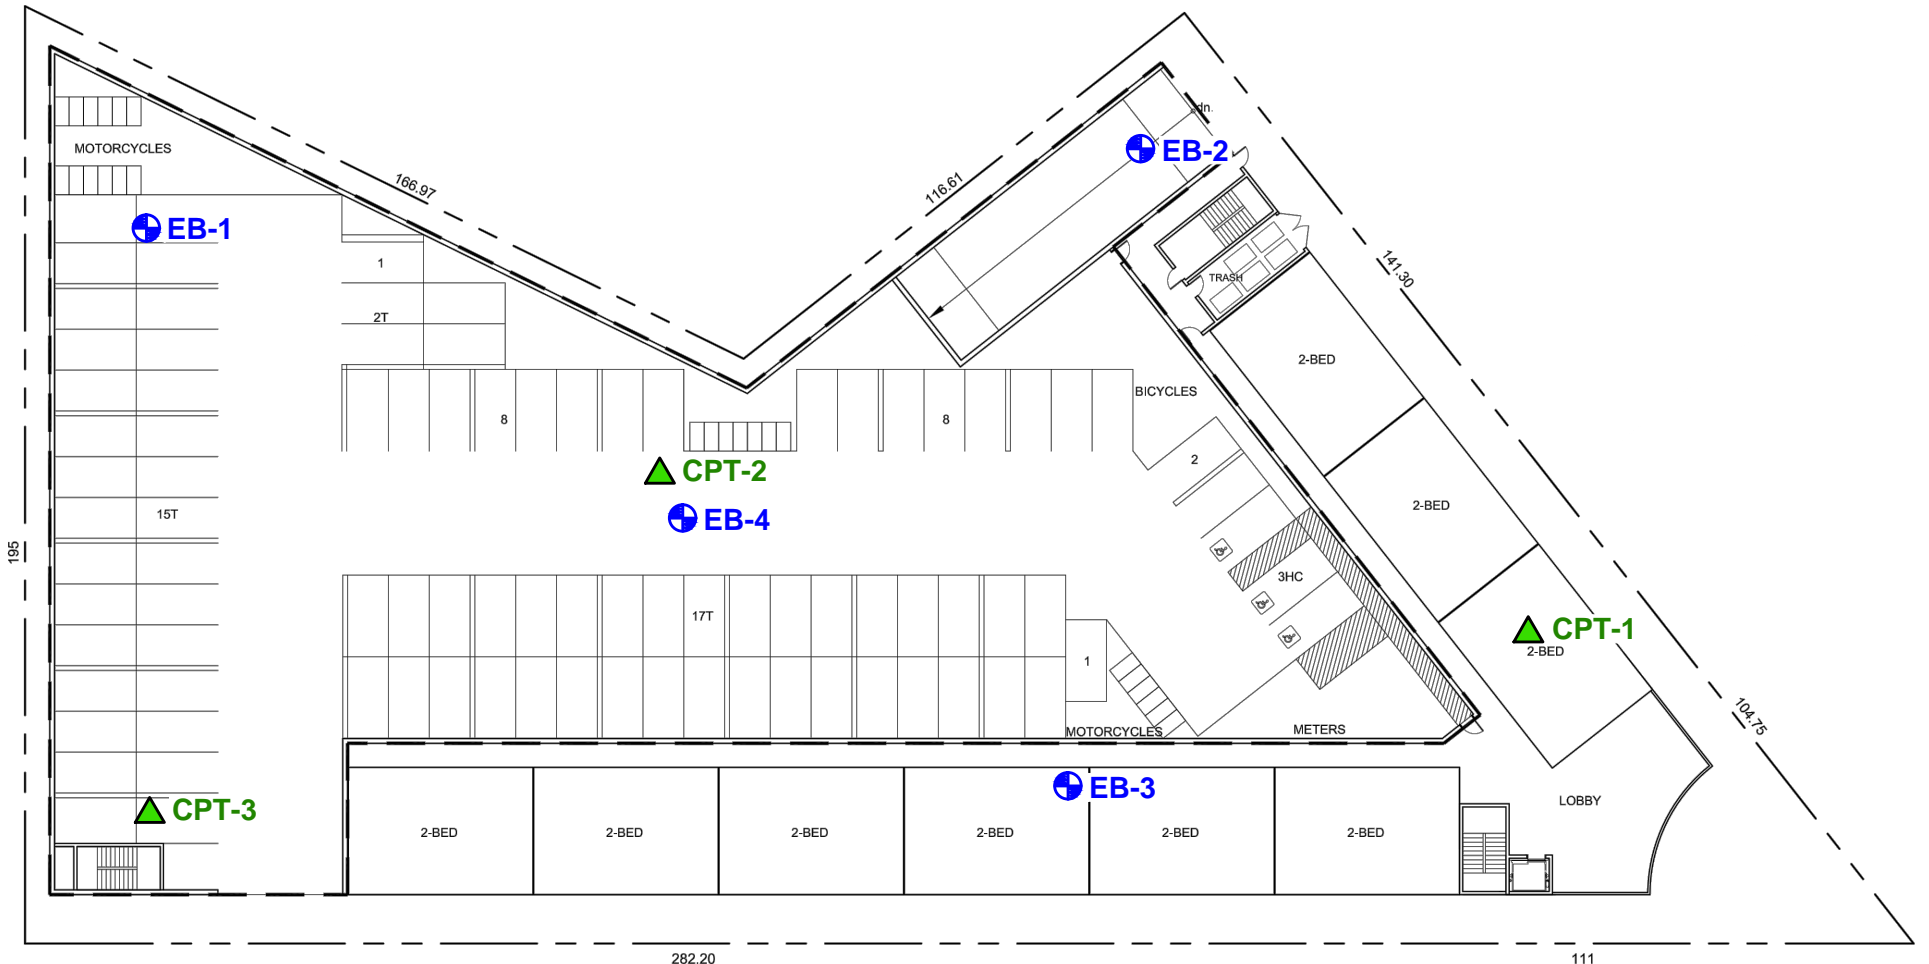 dn.
MOTORCYCLES
EB-2
166.97
116.61
EB-1
1
141.30
TRASH
2T
2-BED
BICYCLES
8
8
2
CPT-2
2-BED
15T
EB-4
195
3HC
17T
CPT-1
2-BED
1
104.75
MOTORCYCLES
METERS
EB-3
CPT-3
LOBBY
2-BED
2-BED
2-BED
2-BED
2-BED
2-BED
282.20
111